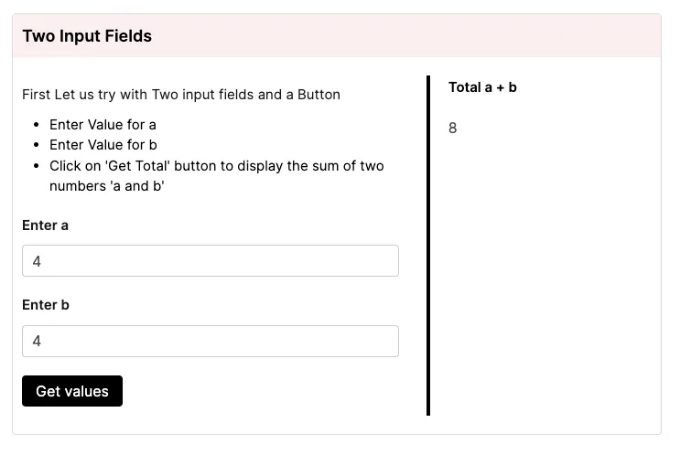 Two Input Fields
First Let us try with Two input fields and a Button
• Enter Value for a
• Enter Value for b
• Click on 'Get Total' button to display the sum of two
numbers 'a and b'
Enter a
4
Enter b
4
Get values
Total a + b
8